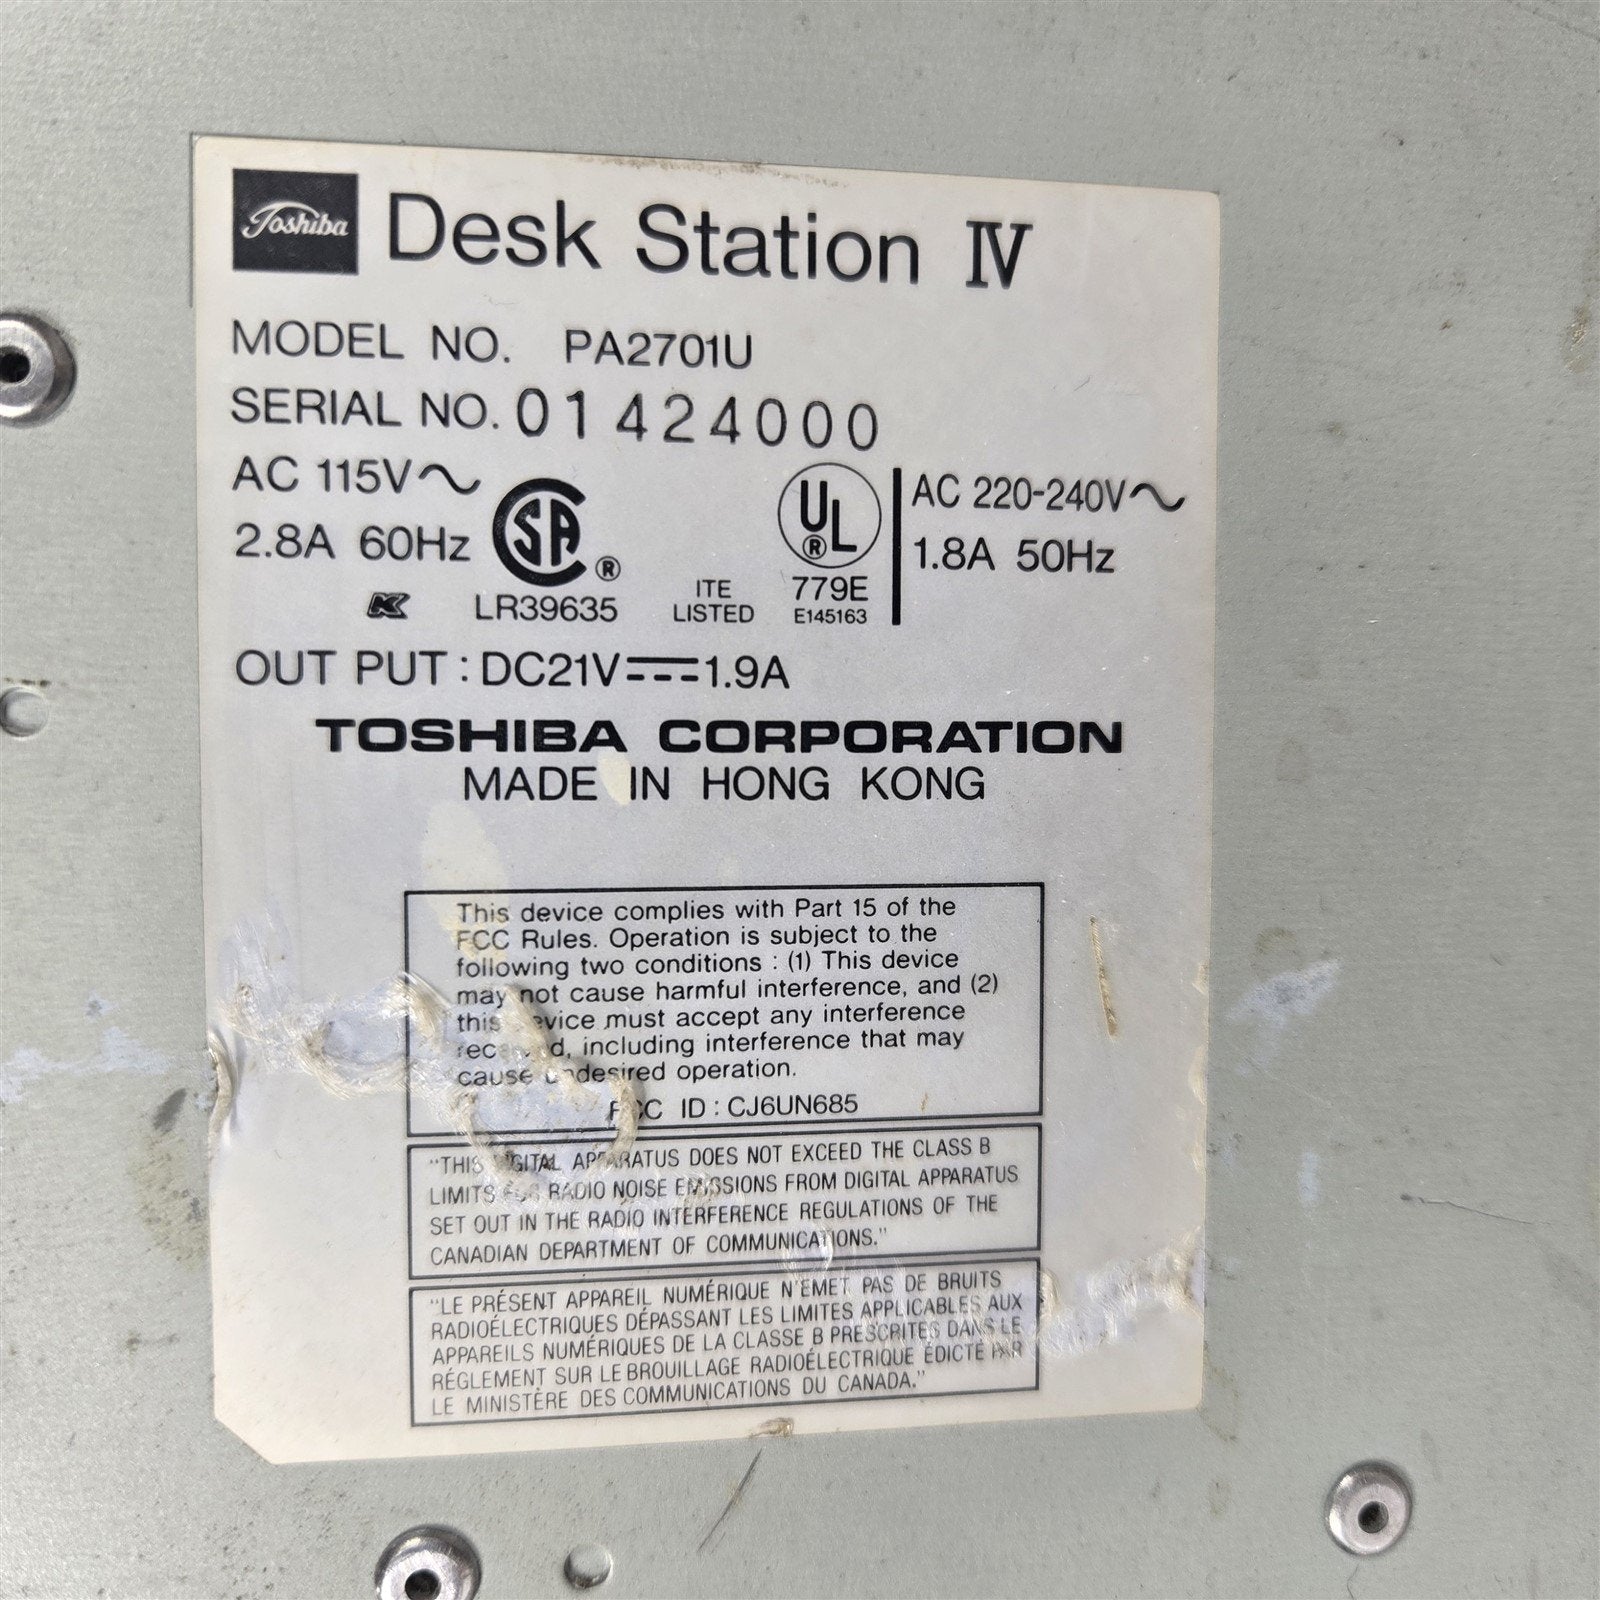 Toshiba Desk Station IV
MODEL NO. PA2701U
SERIAL NO. 01424000
AC 115V~
2.8A 60Hz
SA ®
LR39635
ITE
LISTED
UL ®
779E
E145163
AC 220-240V~
1.8A 50Hz
OUT PUT : DC21V⎓1.9A
TOSHIBA CORPORATION
MADE IN HONG KONG
This device complies with Part 15 of the
FCC Rules. Operation is subject to the
following two conditions : (1) This device
may not cause harmful interference, and (2)
this device must accept any interference
received, including interference that may
cause undesired operation.
FCC ID : CJ6UN685
"THIS DIGITAL APPARATUS DOES NOT EXCEED THE CLASS B
LIMITS FOR RADIO NOISE EMISSIONS FROM DIGITAL APPARATUS
SET OUT IN THE RADIO INTERFERENCE REGULATIONS OF THE
CANADIAN DEPARTMENT OF COMMUNICATIONS."
"LE PRÉSENT APPAREIL NUMÉRIQUE N'ÉMET PAS DE BRUITS
RADIOÉLECTRIQUES DÉPASSANT LES LIMITES APPLICABLES AUX
APPAREILS NUMÉRIQUES DE LA CLASSE B PRESCRITES DANS LE
RÉGLEMENT SUR LE BROUILLAGE RADIOÉLECTRIQUE ÉDICTÉ PAR
LE MINISTÈRE DES COMMUNICATIONS DU CANADA."